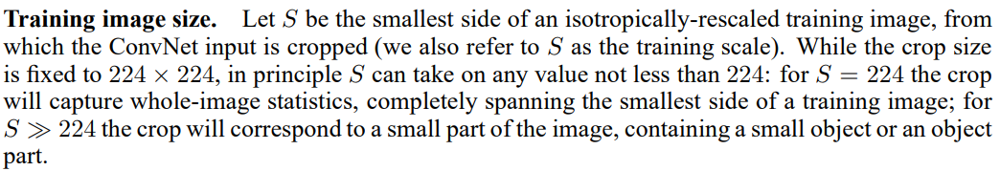 Training image size. Let S be the smallest side of an isotropically-rescaled training image, from
which the ConvNet input is cropped (we also refer to S as the training scale). While the crop size
is fixed to 224 × 224, in principle S can take on any value not less than 224: for S = 224 the crop
will capture whole-image statistics, completely spanning the smallest side of a training image; for
S ≫ 224 the crop will correspond to a small part of the image, containing a small object or an object
part.